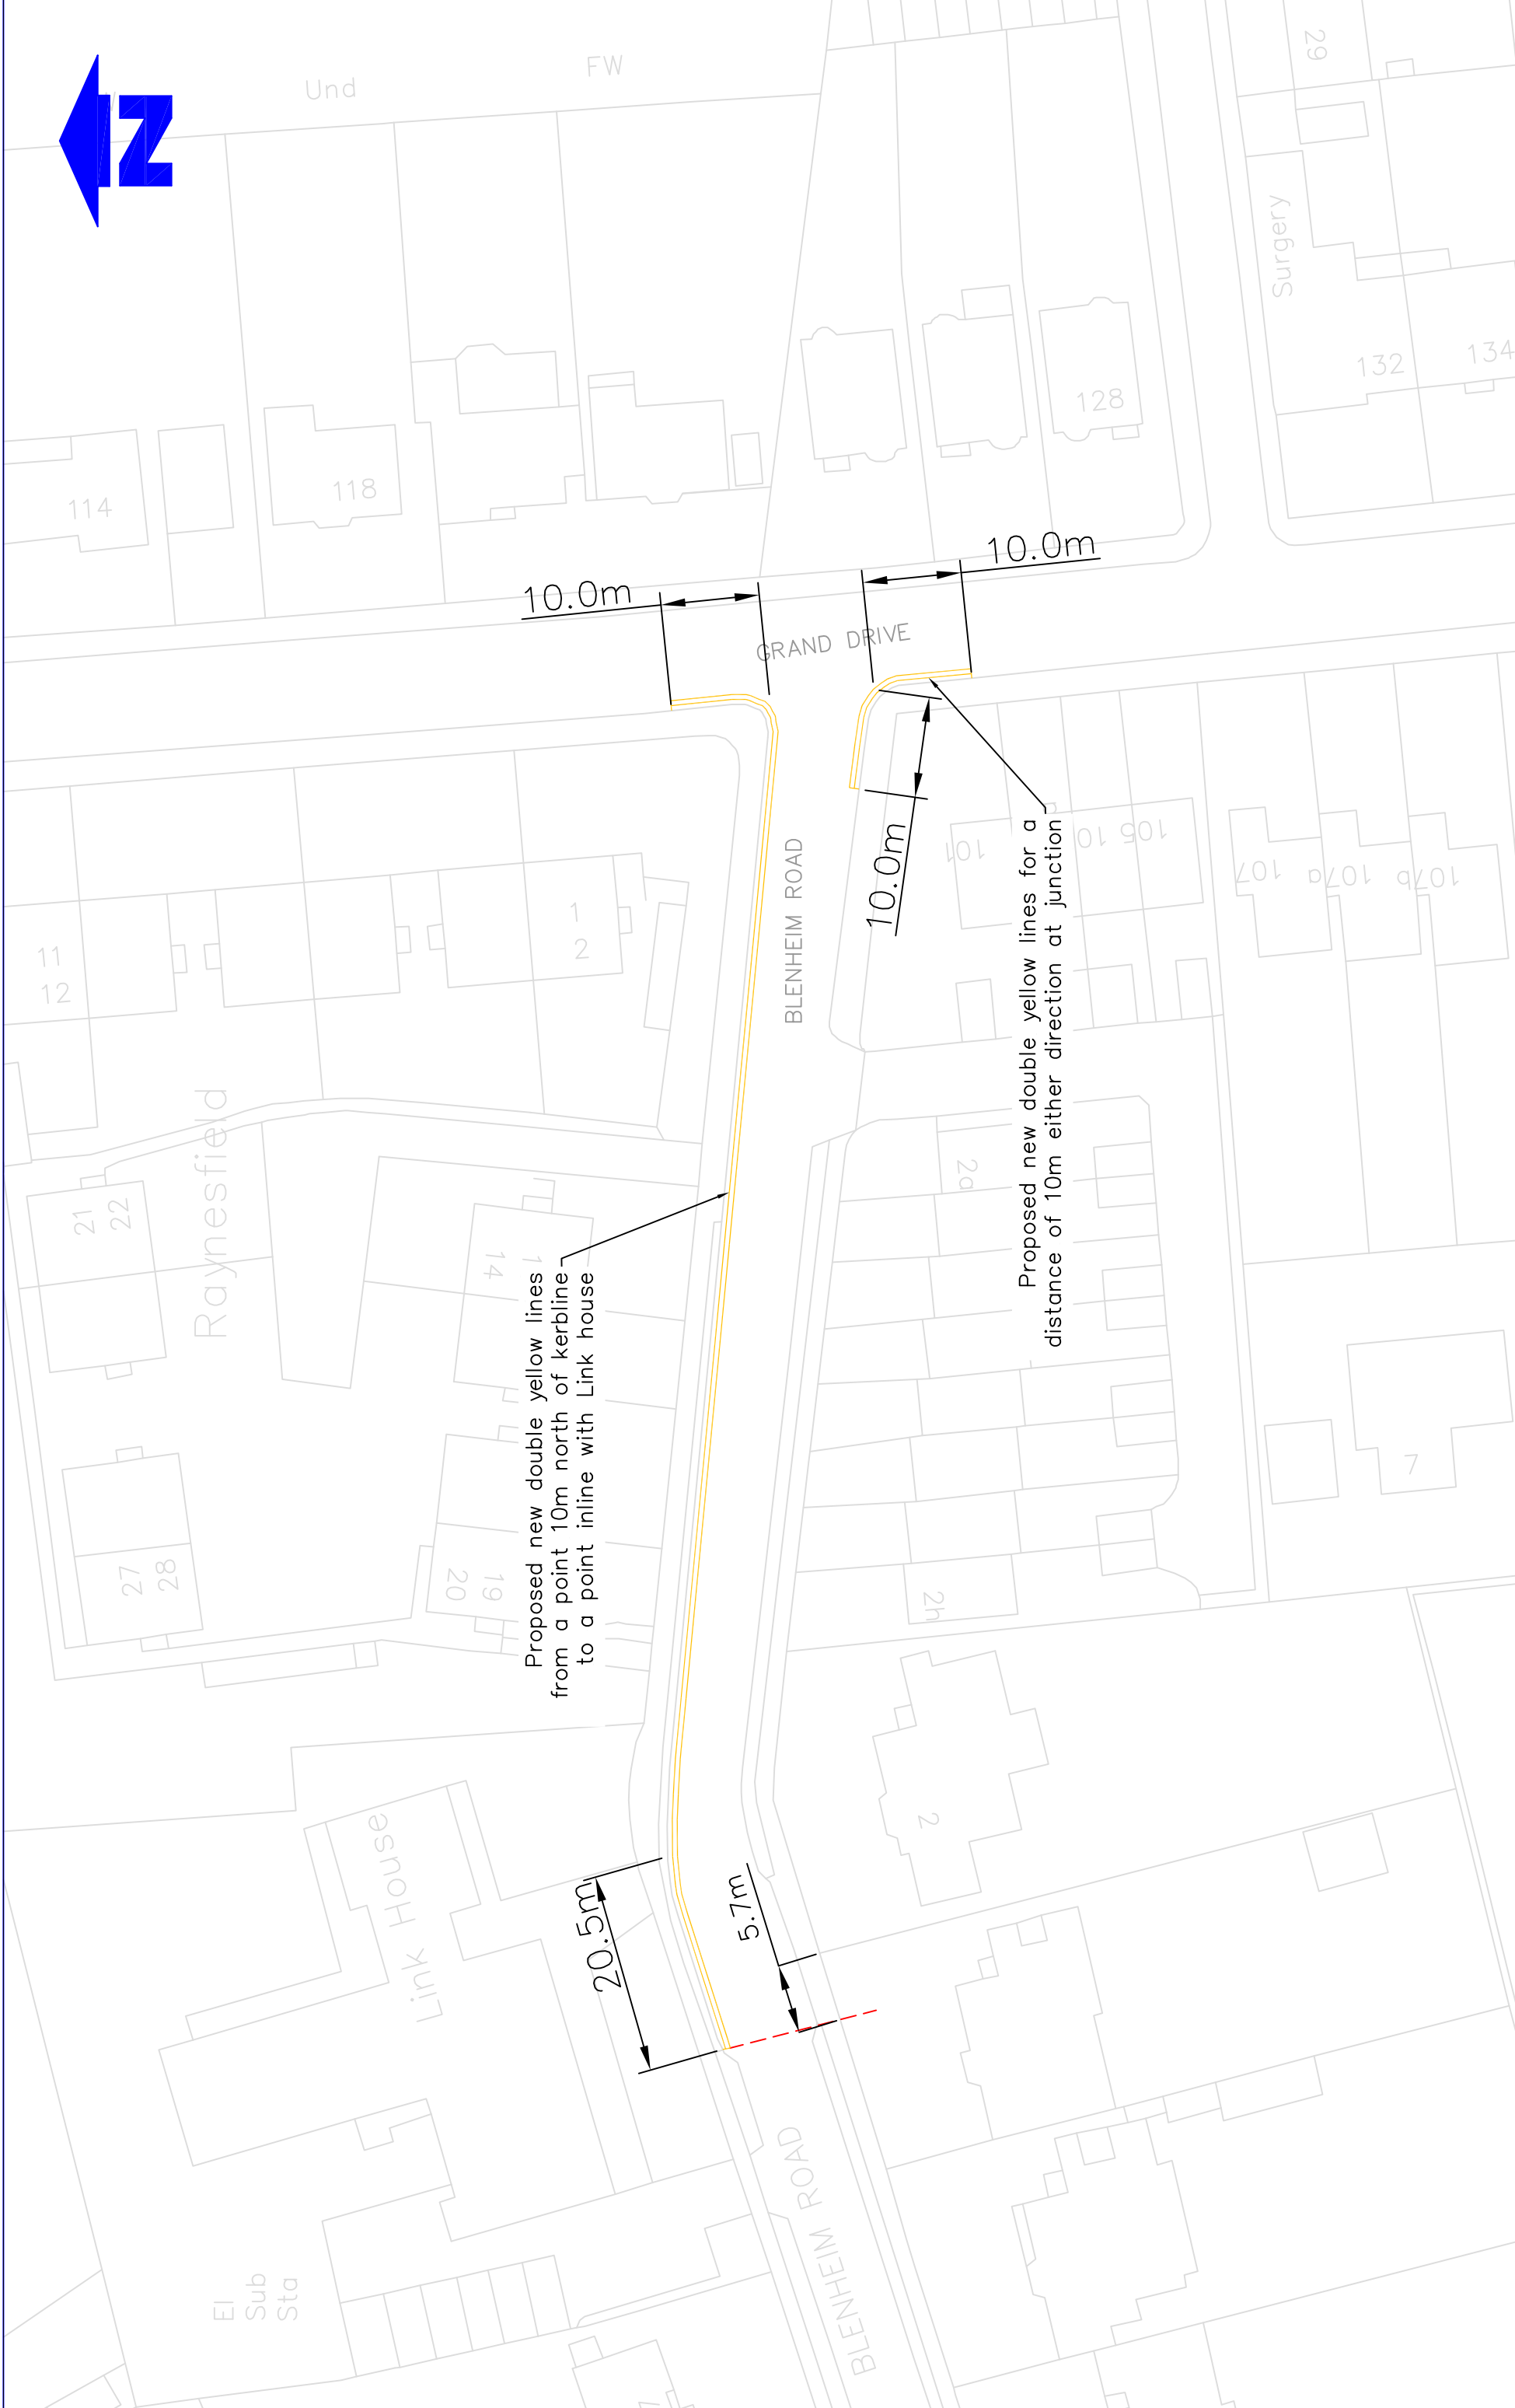 N
Und
FW
29
Surgery
132
134
128
118
114
10.0m
10.0m
GRAND DRIVE
10.0m
BLENHEIM ROAD
101
105
107
107a
107b
1
2
11
12
Raynesfield
21
22
14
Proposed new double yellow lines for a
distance of 10m either direction at junction
2a
Proposed new double yellow lines
from a point 10m north of kerbline
to a point inline with Link house
7
27
28
20
19
2h
2
Link House
20.5m
5.7m
BLENHEIM ROAD
El
Sub
Sta